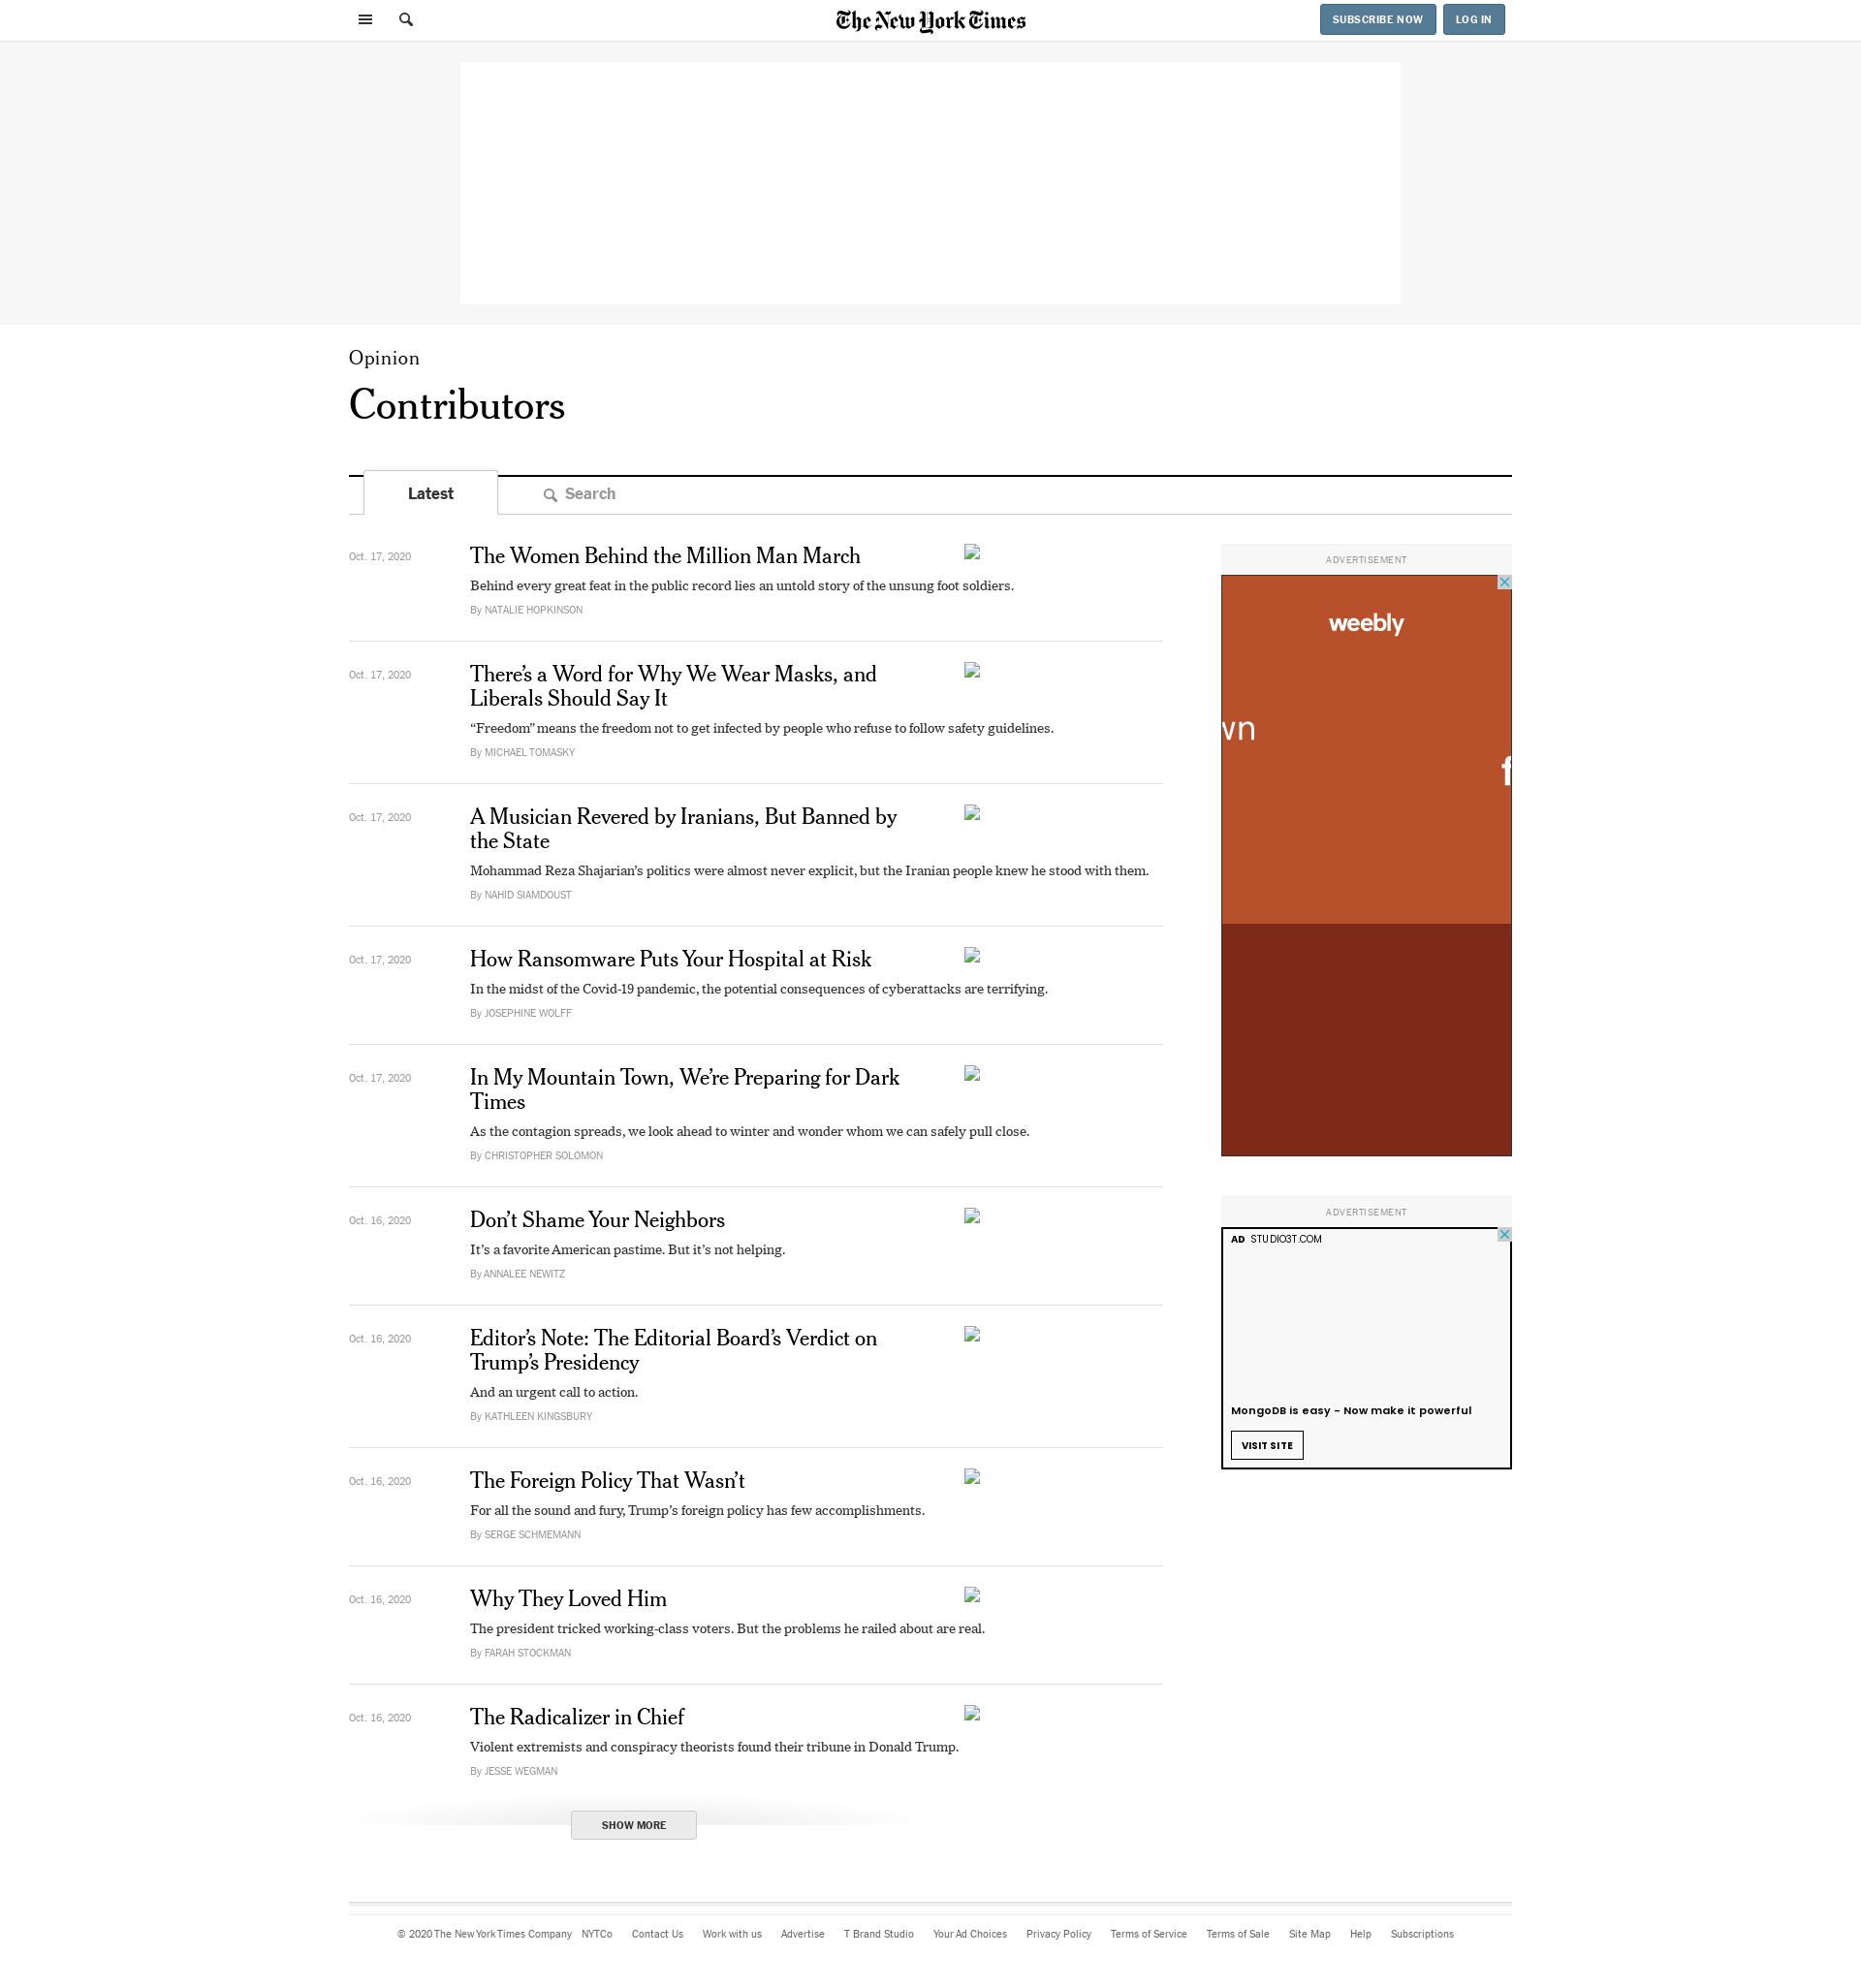 The New York Times
SUBSCRIBE NOW
LOG IN
Opinion
Contributors
Latest
Search
Oct. 17, 2020
The Women Behind the Million Man March
Behind every great feat in the public record lies an untold story of the unsung foot soldiers.
By NATALIE HOPKINSON
Oct. 17, 2020
There’s a Word for Why We Wear Masks, and
Liberals Should Say It
“Freedom” means the freedom not to get infected by people who refuse to follow safety guidelines.
By MICHAEL TOMASKY
Oct. 17, 2020
A Musician Revered by Iranians, But Banned by
the State
Mohammad Reza Shajarian’s politics were almost never explicit, but the Iranian people knew he stood with them.
By NAHID SIAMDOUST
Oct. 17, 2020
How Ransomware Puts Your Hospital at Risk
In the midst of the Covid-19 pandemic, the potential consequences of cyberattacks are terrifying.
By JOSEPHINE WOLFF
Oct. 17, 2020
In My Mountain Town, We’re Preparing for Dark
Times
As the contagion spreads, we look ahead to winter and wonder whom we can safely pull close.
By CHRISTOPHER SOLOMON
Oct. 16, 2020
Don’t Shame Your Neighbors
It’s a favorite American pastime. But it’s not helping.
By ANNALEE NEWITZ
Oct. 16, 2020
Editor’s Note: The Editorial Board’s Verdict on
Trump’s Presidency
And an urgent call to action.
By KATHLEEN KINGSBURY
Oct. 16, 2020
The Foreign Policy That Wasn’t
For all the sound and fury, Trump’s foreign policy has few accomplishments.
By SERGE SCHMEMANN
Oct. 16, 2020
Why They Loved Him
The president tricked working-class voters. But the problems he railed about are real.
By FARAH STOCKMAN
Oct. 16, 2020
The Radicalizer in Chief
Violent extremists and conspiracy theorists found their tribune in Donald Trump.
By JESSE WEGMAN
SHOW MORE
ADVERTISEMENT
weebly
wn
f
ADVERTISEMENT
AD STUDIO3T.COM
MongoDB is easy - Now make it powerful
VISIT SITE
© 2020 The New York Times Company NYTCo Contact Us Work with us Advertise T Brand Studio Your Ad Choices Privacy Policy Terms of Service Terms of Sale Site Map Help Subscriptions